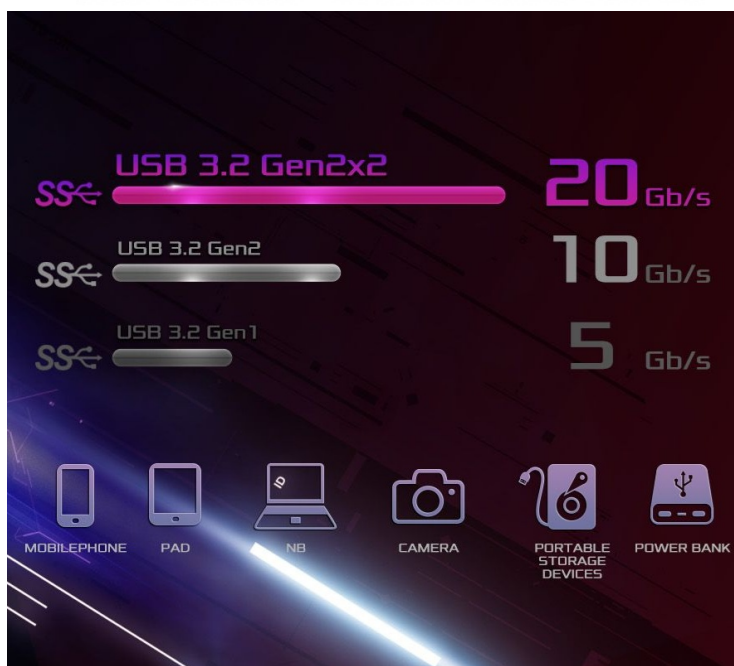 USB 3.2 Gen2x2
SS
20 Gb/s
USB 3.2 Gen2
SS
10 Gb/s
USB 3.2 Gen1
SS
5 Gb/s
ID
MOBILEPHONE
PAD
NB
CAMERA
PORTABLE
STORAGE
DEVICES
POWER BANK